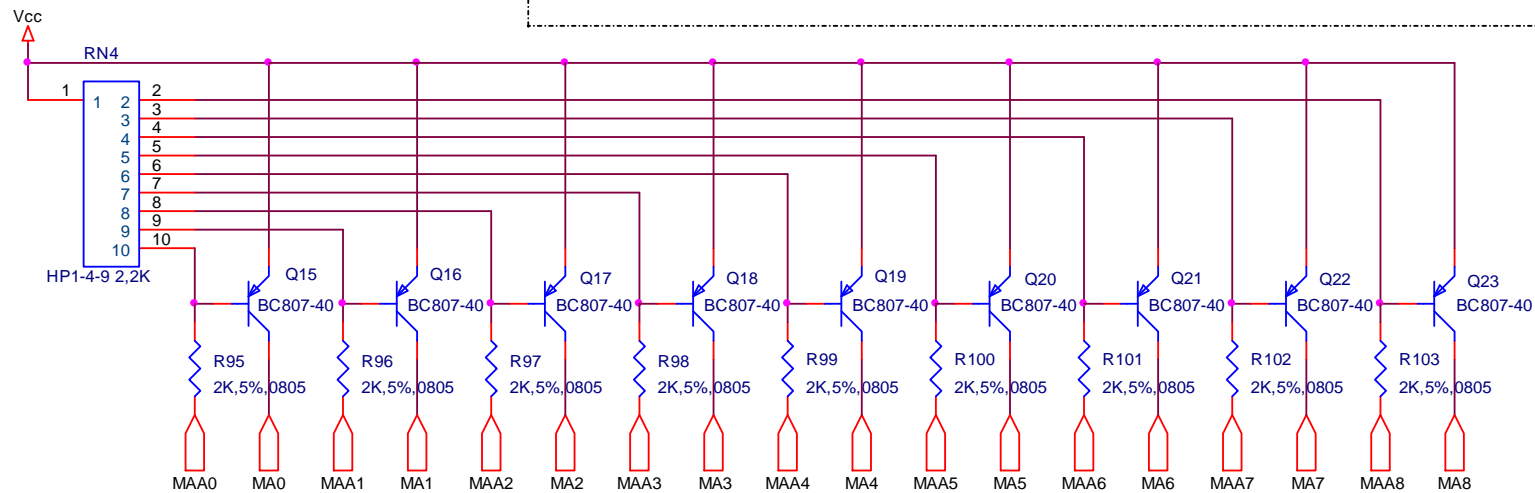 Vcc
RN4
1 2
1 2
3
3
4
4
5
5
6
6
7
7
8
8
9
9
10
10
HP1-4-9 2,2K
Q15 Q16 Q17 Q18 Q19 Q20 Q21 Q22 Q23
BC807-40 BC807-40 BC807-40 BC807-40 BC807-40 BC807-40 BC807-40 BC807-40 BC807-40
R95 R96 R97 R98 R99 R100 R101 R102 R103
2K,5%,0805 2K,5%,0805 2K,5%,0805 2K,5%,0805 2K,5%,0805 2K,5%,0805 2K,5%,0805 2K,5%,0805 2K,5%,0805
MAA0 MA0 MAA1 MA1 MAA2 MA2 MAA3 MA3 MAA4 MA4 MAA5 MA5 MAA6 MA6 MAA7 MA7 MAA8 MA8